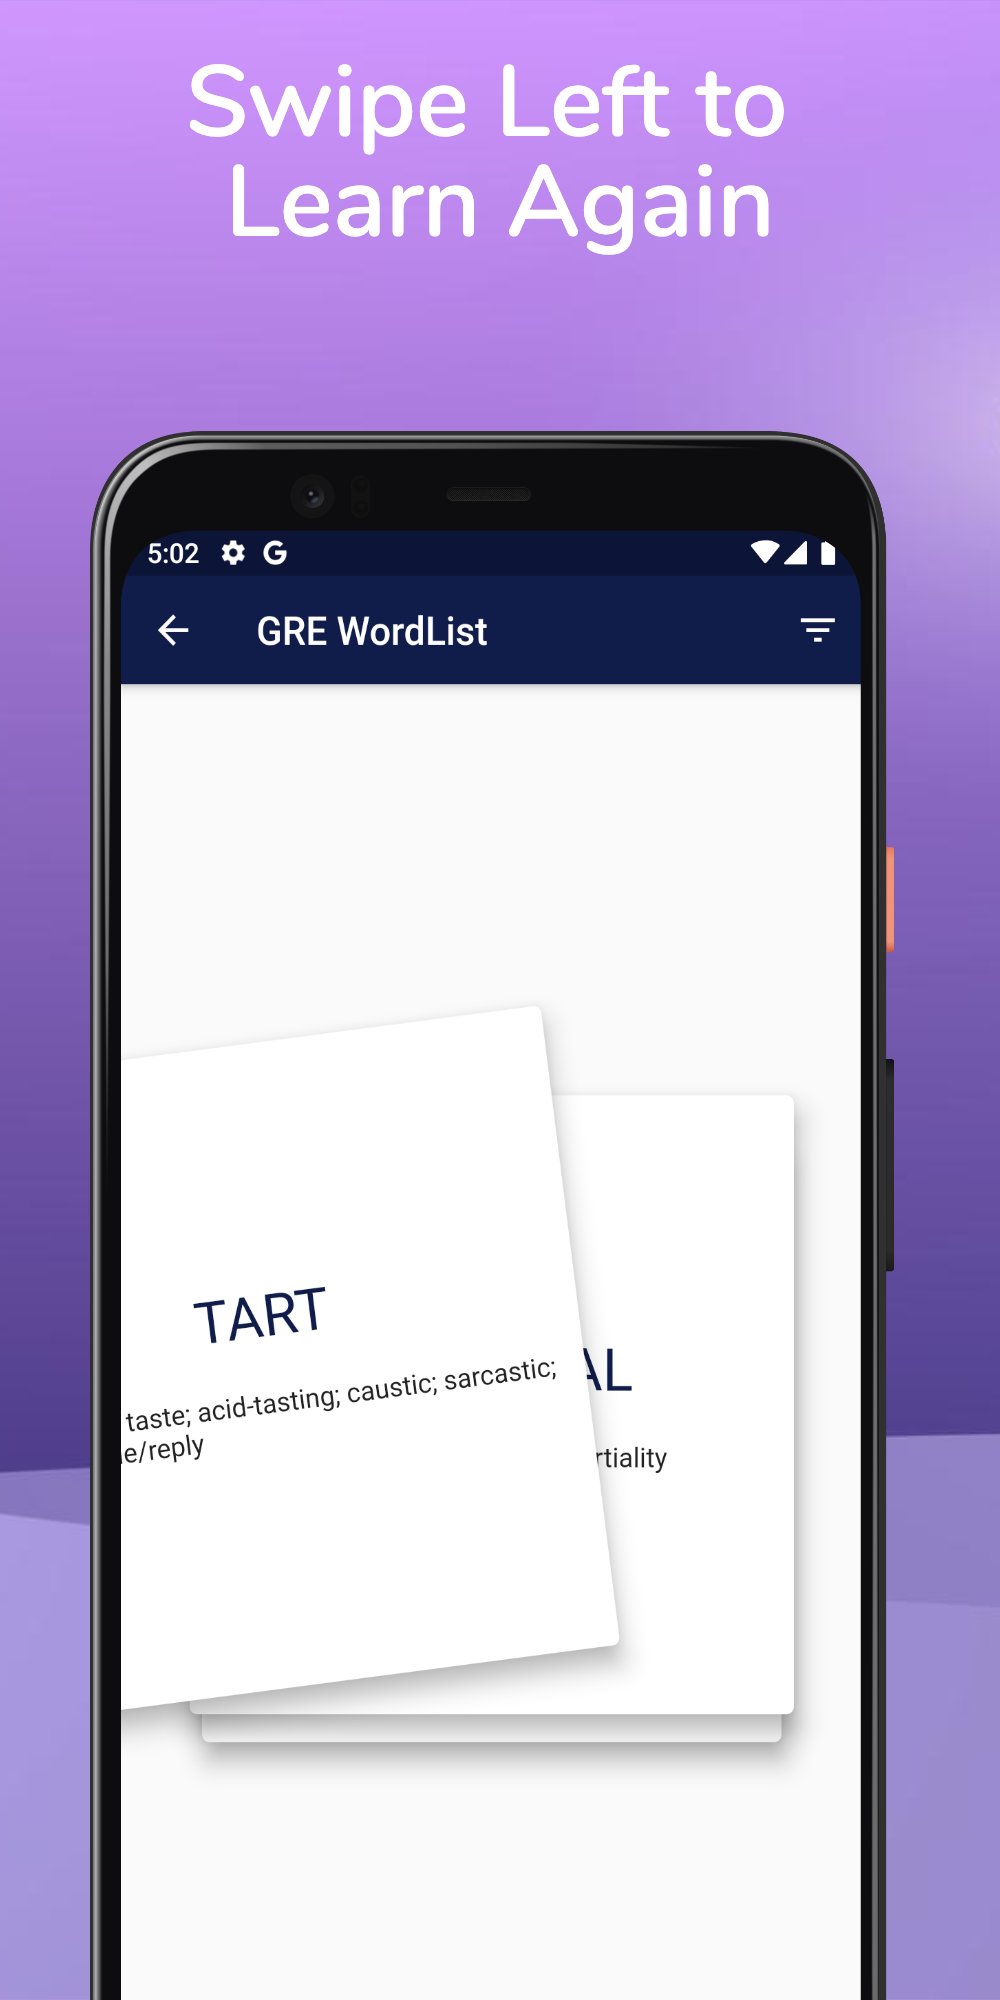 Swipe Left to
Learn Again
5:02
GRE WordList
TART
taste; acid-tasting; caustic; sarcastic;
e/reply
AL
rtiality